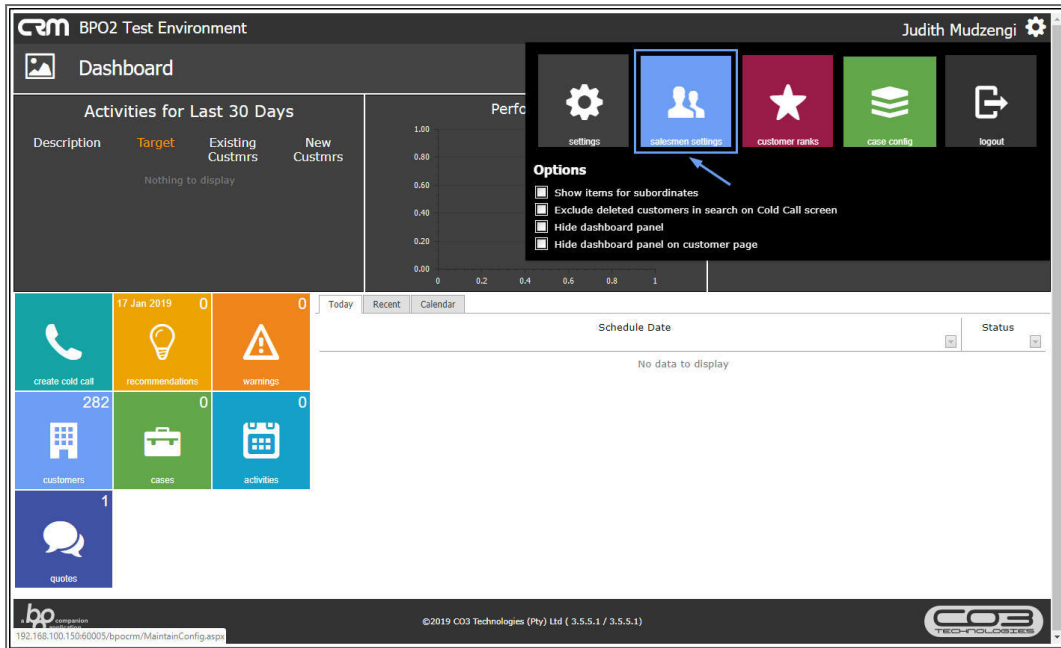 CRM BPO2 Test Environment
Judith Mudzengi
Dashboard
settings
salesmen settings
customer ranks
case config
logout
Options
Show items for subordinates
Exclude deleted customers in search on Cold Call screen
Hide dashboard panel
Hide dashboard panel on customer page
Activities for Last 30 Days
Description Target Existing Custmrs New Custmrs
Nothing to display
Perfo
1.00
0.80
0.60
0.40
0.20
0.00
0 0.2 0.4 0.6 0.8 1
create cold call
17 Jan 2019 0
recommendations
0
warnings
282
customers
0
cases
0
activities
1
quotes
Today Recent Calendar
Schedule Date Status
No data to display
a bpo companion application
192.168.100.150:60005/bpocrm/MaintainConfig.aspx
©2019 CO3 Technologies (Pty) Ltd ( 3.5.5.1 / 3.5.5.1)
CO3
TECHNOLOGIES